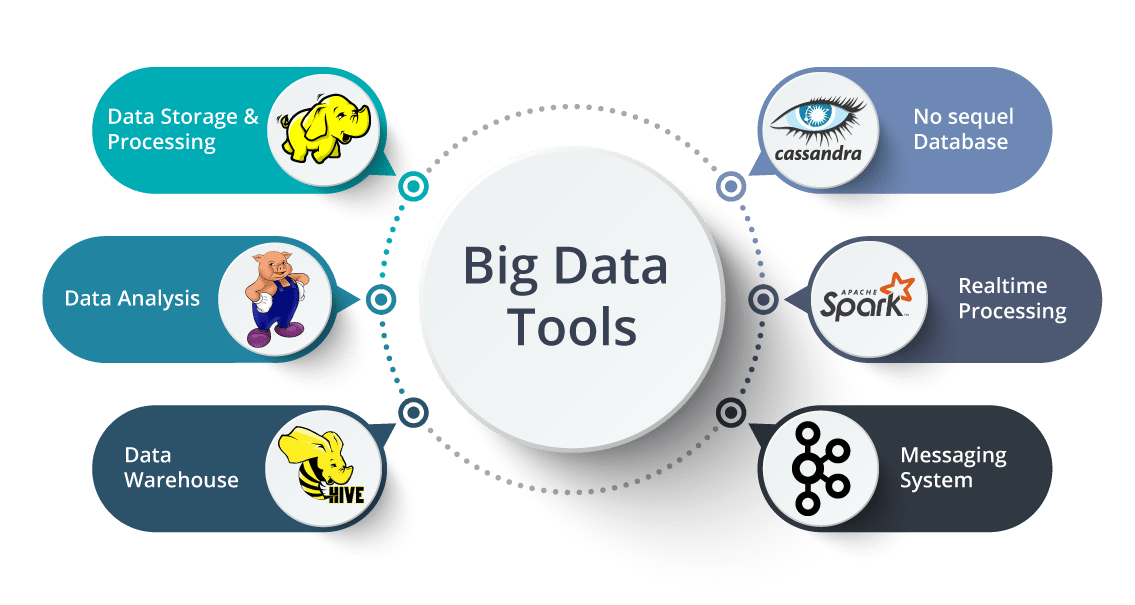 Big Data
Tools
Data Storage &
Processing
Data Analysis
Data
Warehouse
HIVE
cassandra
No sequel
Database
APACHE
Spark™
Realtime
Processing
Messaging
System